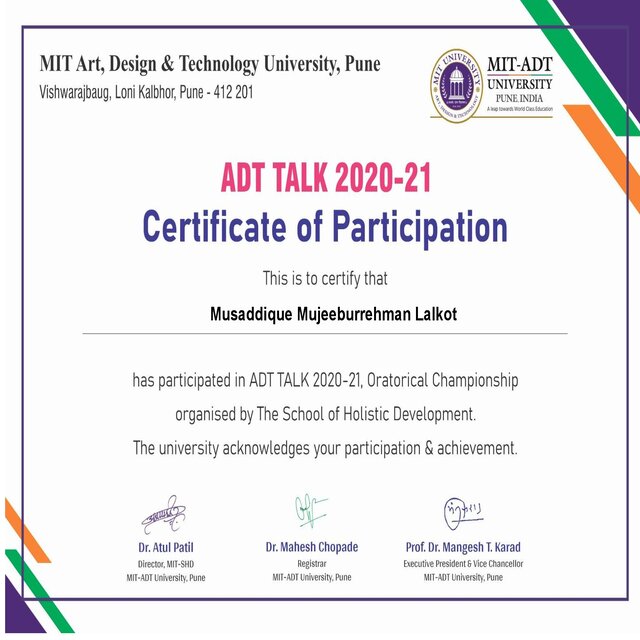 MIT Art, Design & Technology University, Pune
Vishwarajbaug, Loni Kalbhor, Pune - 412 201
MIT-ADT
UNIVERSITY
PUNE, INDIA
A leap towards World Class Education
ADT TALK 2020-21
Certificate of Participation
This is to certify that
Musaddique Mujeeburrehman Lalkot
has participated in ADT TALK 2020-21, Oratorical Championship
organised by The School of Holistic Development.
The university acknowledges your participation & achievement.
Dr. Atul Patil
Director, MIT-SHD
MIT-ADT University, Pune
Dr. Mahesh Chopade
Registrar
MIT-ADT University, Pune
Prof. Dr. Mangesh T. Karad
Executive President & Vice Chancellor
MIT-ADT University, Pune